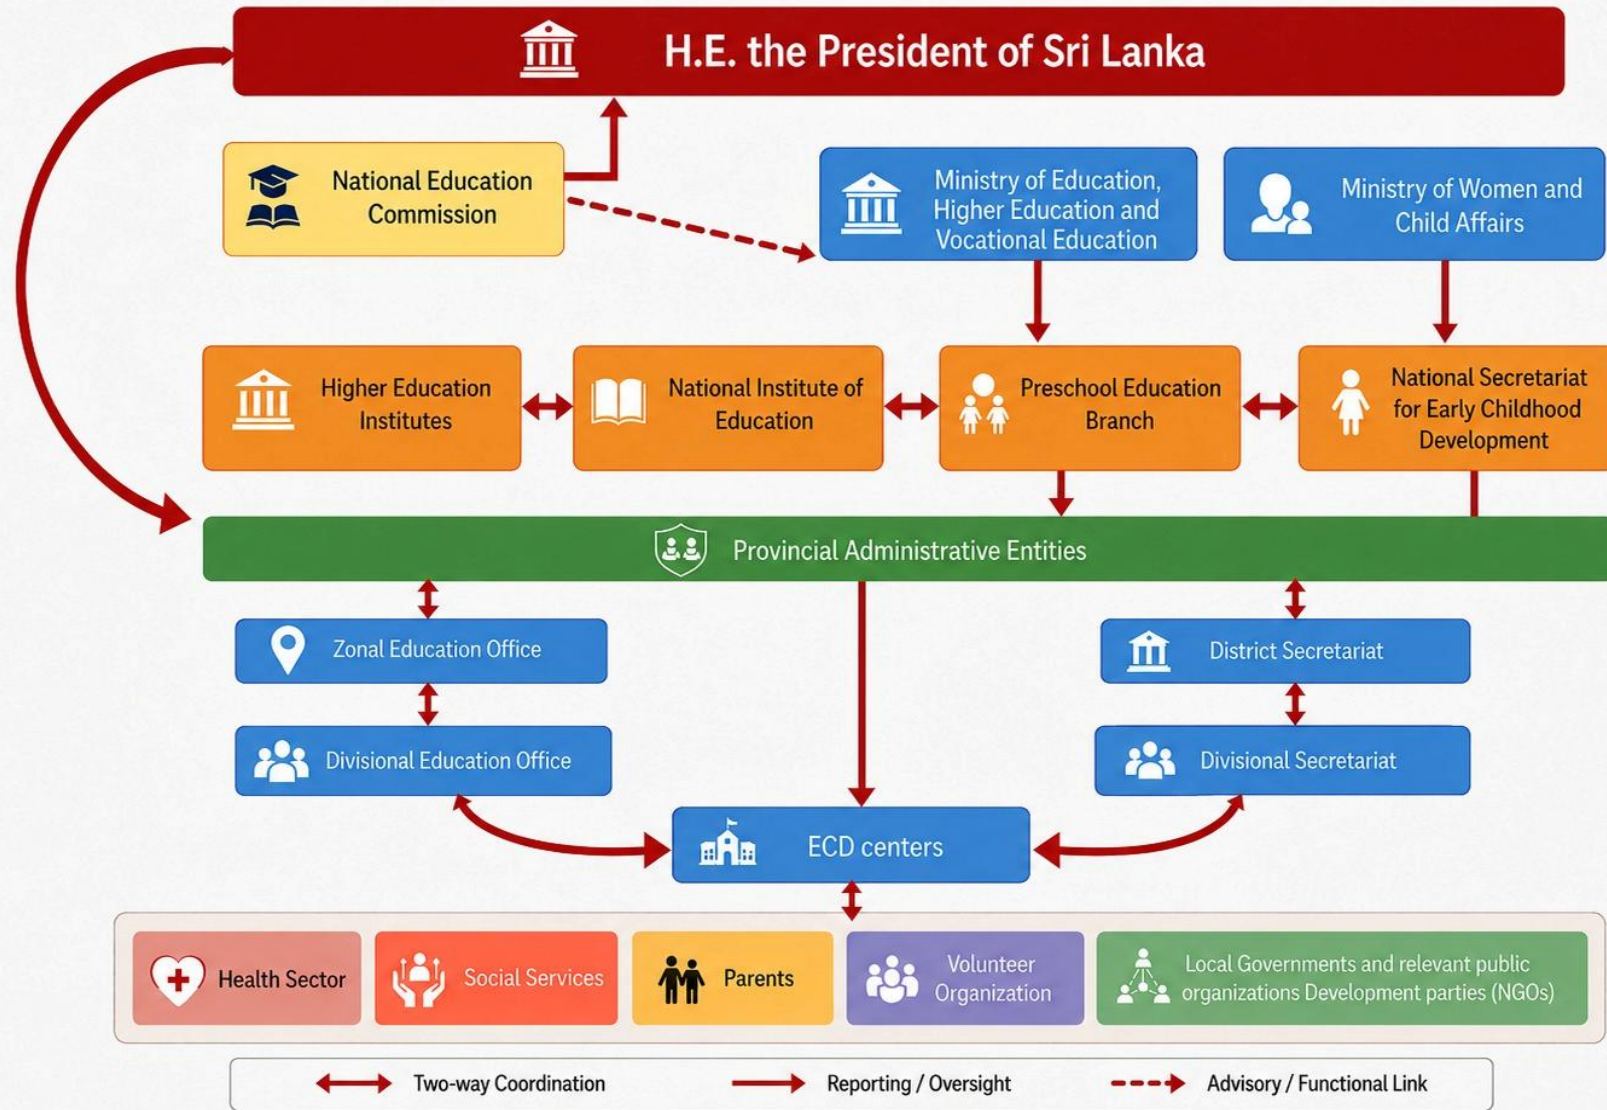 H.E. the President of Sri Lanka
National Education
Commission
Ministry of Education,
Higher Education and
Vocational Education
Ministry of Women and
Child Affairs
Higher Education
Institutes
National Institute of
Education
Preschool Education
Branch
National Secretariat
for Early Childhood
Development
Provincial Administrative Entities
Zonal Education Office
District Secretariat
Divisional Education Office
Divisional Secretariat
ECD centers
Health Sector
Social Services
Parents
Volunteer
Organization
Local Governments and relevant public
organizations Development parties (NGOs)
Two-way Coordination
Reporting / Oversight
Advisory / Functional Link